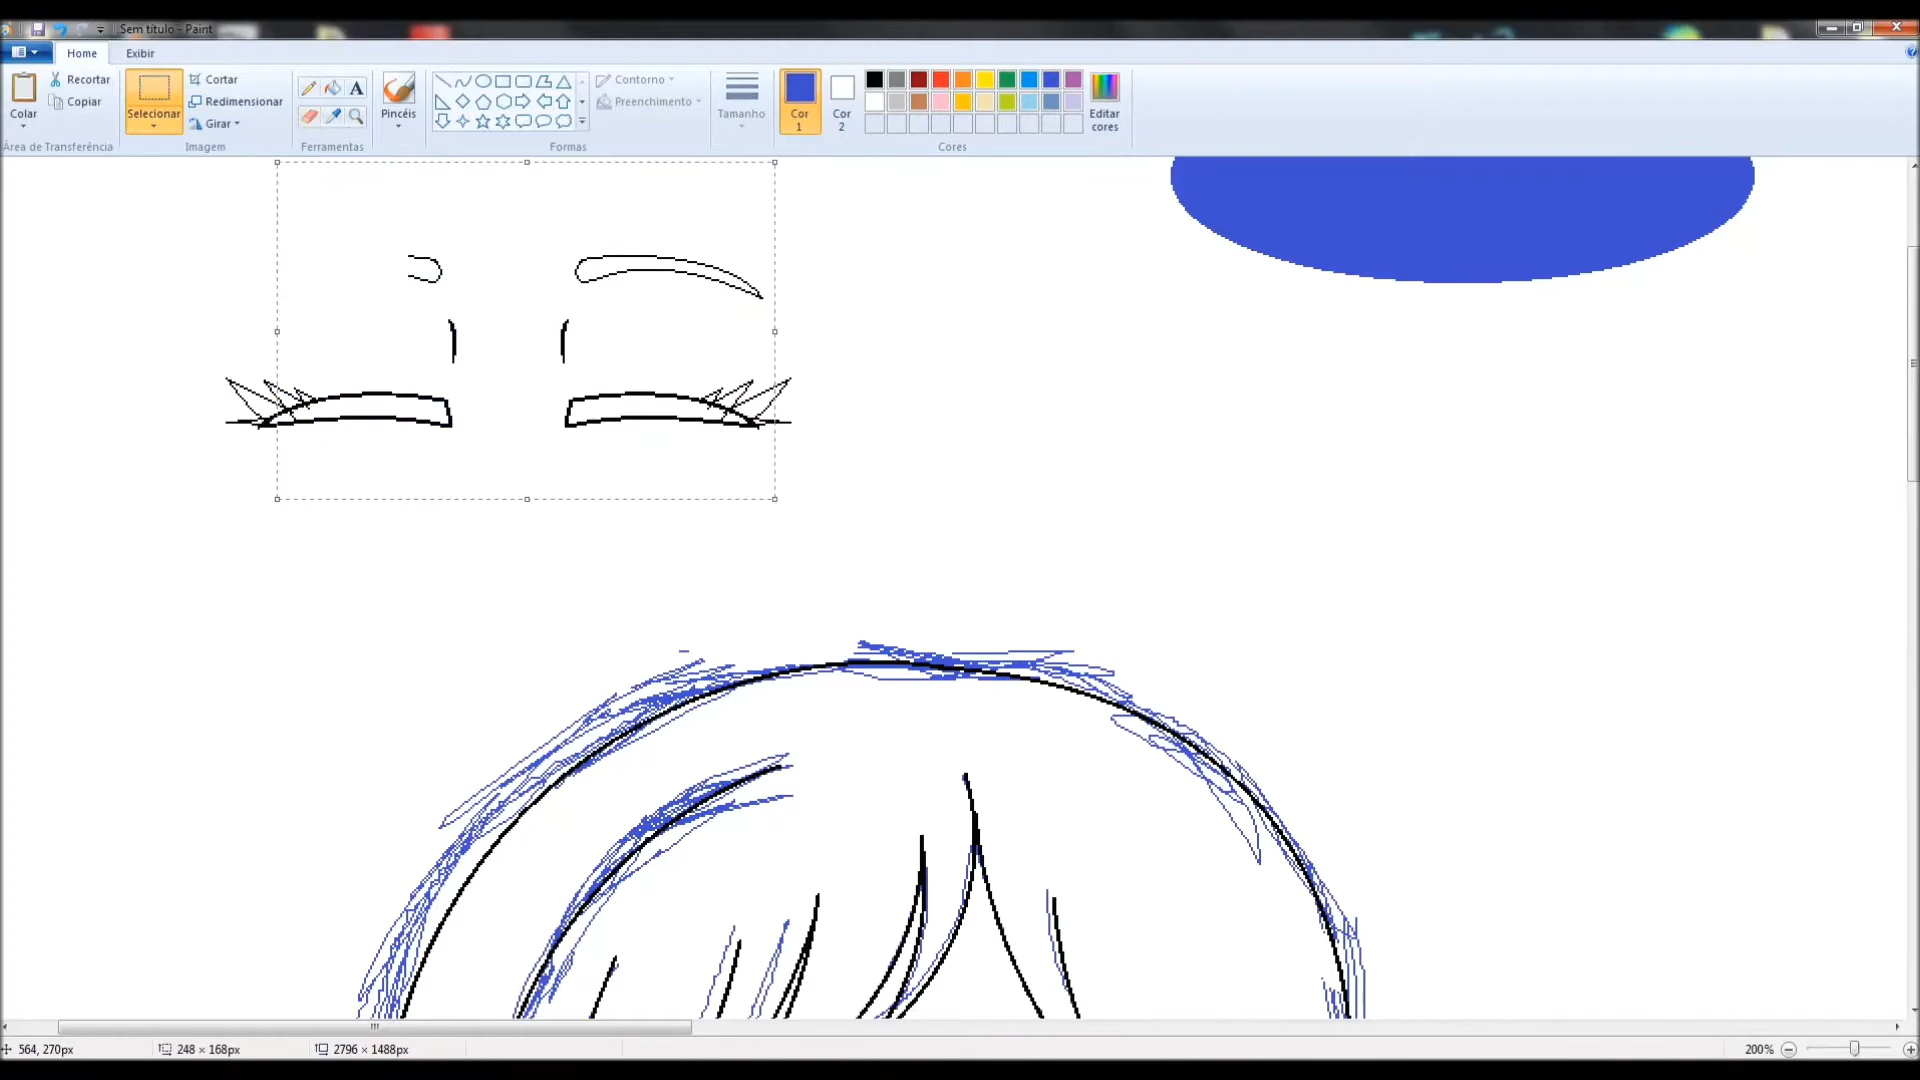 Sem título - Paint
Home
Exibir
Colar
Recortar
Copiar
Área de Transferência
Selecionar
Cortar
Redimensionar
Girar
Imagem
A
Ferramentas
Pincéis
Contorno
Preenchimento
Formas
Tamanho
Cor
1
Cor
2
Editar
cores
Cores
564, 270px
248 × 168px
2796 × 1488px
200%